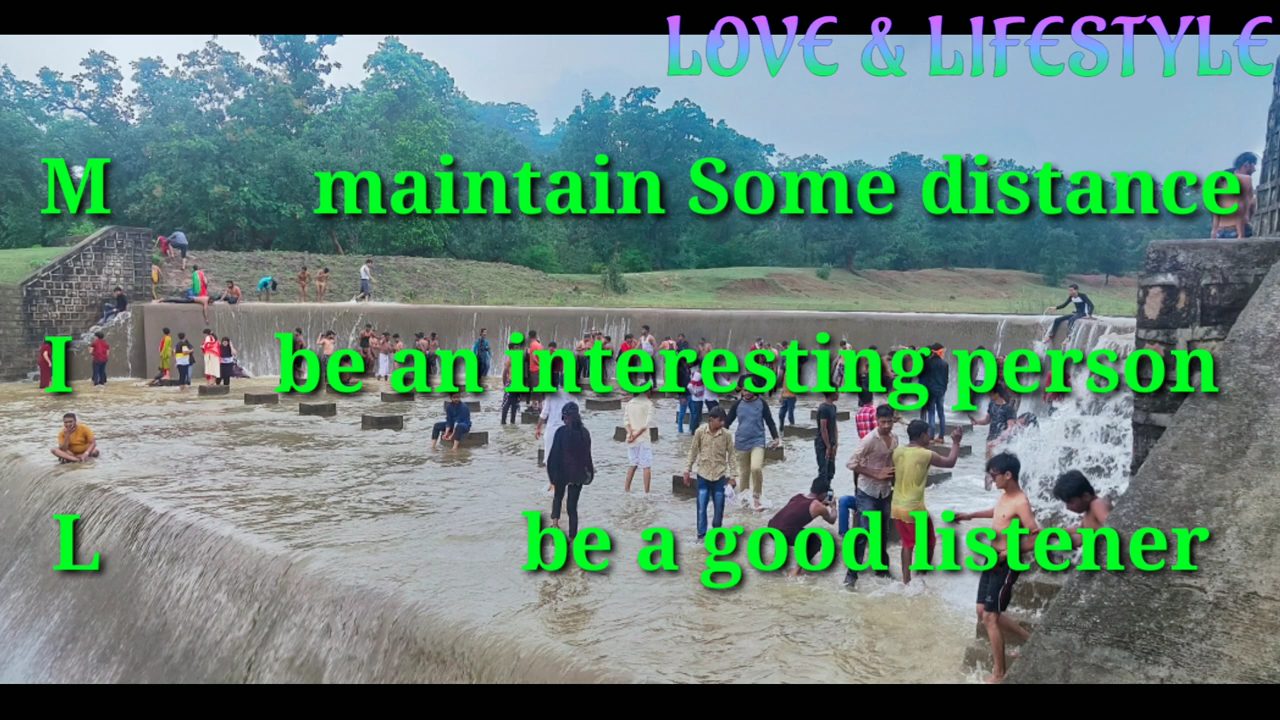 LOVE & LIFESTYLE
M maintain Some distance
I be an interesting person
L be a good listener